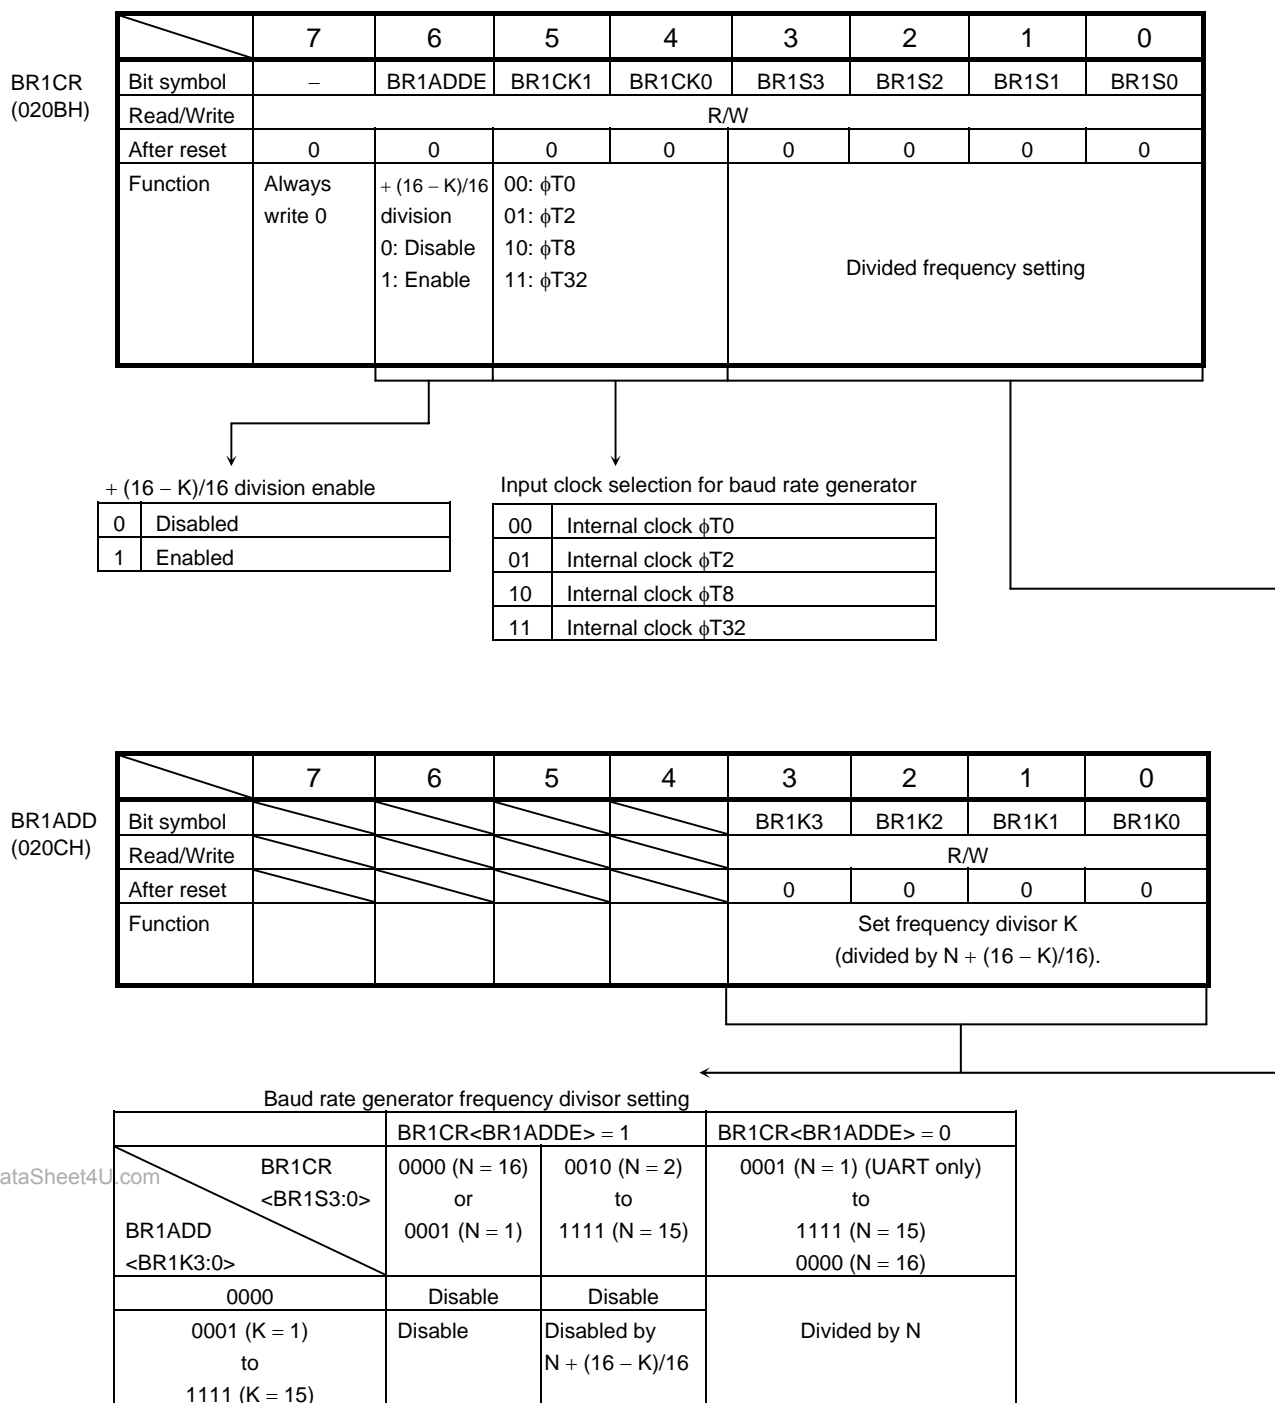 7 6 5 4 3 2 1 0
BR1CR
(020BH)
Bit symbol – BR1ADDE BR1CK1 BR1CK0 BR1S3 BR1S2 BR1S1 BR1S0
Read/Write R/W
After reset 0 0 0 0 0 0 0 0
Function
Always
write 0
+ (16 – K)/16
division
0: Disable
1: Enable
00: ϕT0
01: ϕT2
10: ϕT8
11: ϕT32
Divided frequency setting
+ (16 – K)/16 division enable
0 Disabled
1 Enabled
Input clock selection for baud rate generator
00 Internal clock ϕT0
01 Internal clock ϕT2
10 Internal clock ϕT8
11 Internal clock ϕT32
7 6 5 4 3 2 1 0
BR1ADD
(020CH)
Bit symbol BR1K3 BR1K2 BR1K1 BR1K0
Read/Write R/W
After reset 0 0 0 0
Function
Set frequency divisor K
(divided by N + (16 – K)/16).
Baud rate generator frequency divisor setting
BR1CR<BR1ADDE> = 1 BR1CR<BR1ADDE> = 0
BR1CR
<BR1S3:0>
BR1ADD
<BR1K3:0>
0000 (N = 16)
or
0001 (N = 1)
0010 (N = 2)
to
1111 (N = 15)
0001 (N = 1) (UART only)
to
1111 (N = 15)
0000 (N = 16)
0000 Disable Disable
0001 (K = 1)
to
1111 (K = 15)
Disable
Disabled by
N + (16 – K)/16
Divided by N
ataSheet4U.com